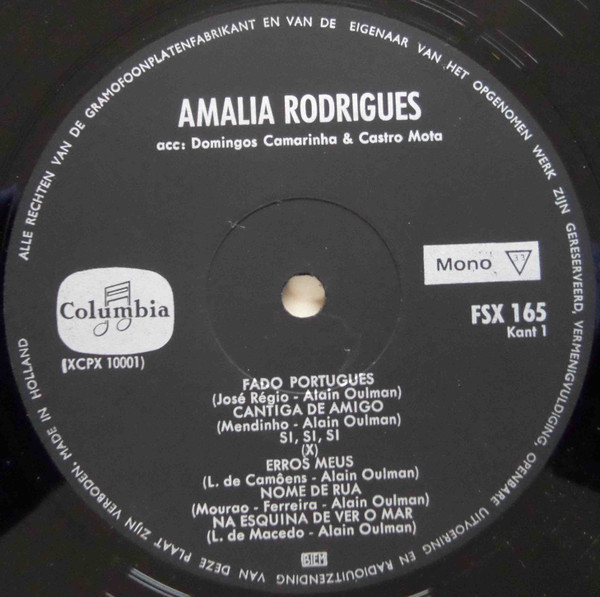 ALLE RECHTEN VAN DE GRAMOFOONPLATENFABRIKANT EN VAN DE EIGENAAR VAN HET OPGENOMEN WERK ZIJN GERESERVEERD, VERMENIGVULDIGING, OPENBARE UITVOERING EN RADIOUITZENDING VAN DEZE PLAAT ZIJN VERBODEN. MADE IN HOLLAND
AMALIA RODRIGUES
acc: Domingos Camarinha & Castro Mota
Mono 33
Columbia
FSX 165
Kant 1
(XCPX 10001)
FADO PORTUGUES
(José Régio - Alain Oulman)
CANTIGA DE AMIGO
(Mendinho - Alain Oulman)
SI, SI, SI
(X)
ERROS MEUS
(L. de Camôens - Alain Oulman)
NOME DE RUA
(Mourao - Ferreira - Alain Oulman)
NA ESQUINA DE VER O MAR
(L. de Macedo - Alain Oulman)
BIEM